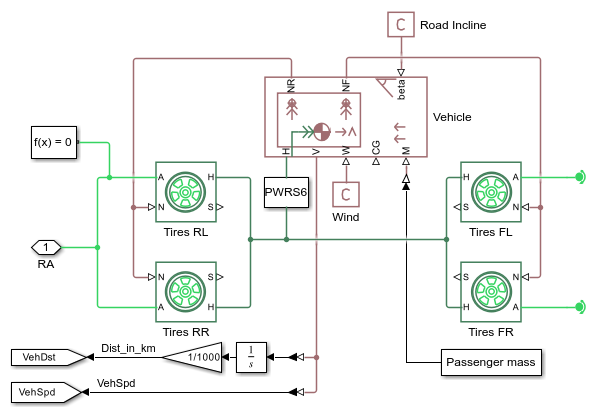 C
Road Incline
NR
NF
beta
Vehicle
H
V
W
CG
M
f(x) = 0
A
H
N
S
Tires RL
PWRS6
C
Wind
H
A
S
N
Tires FL
1
RA
N
S
A
H
Tires RR
S
N
H
A
Tires FR
VehDst
Dist_in_km
1/1000
1
s
Passenger mass
VehSpd
VehSpd